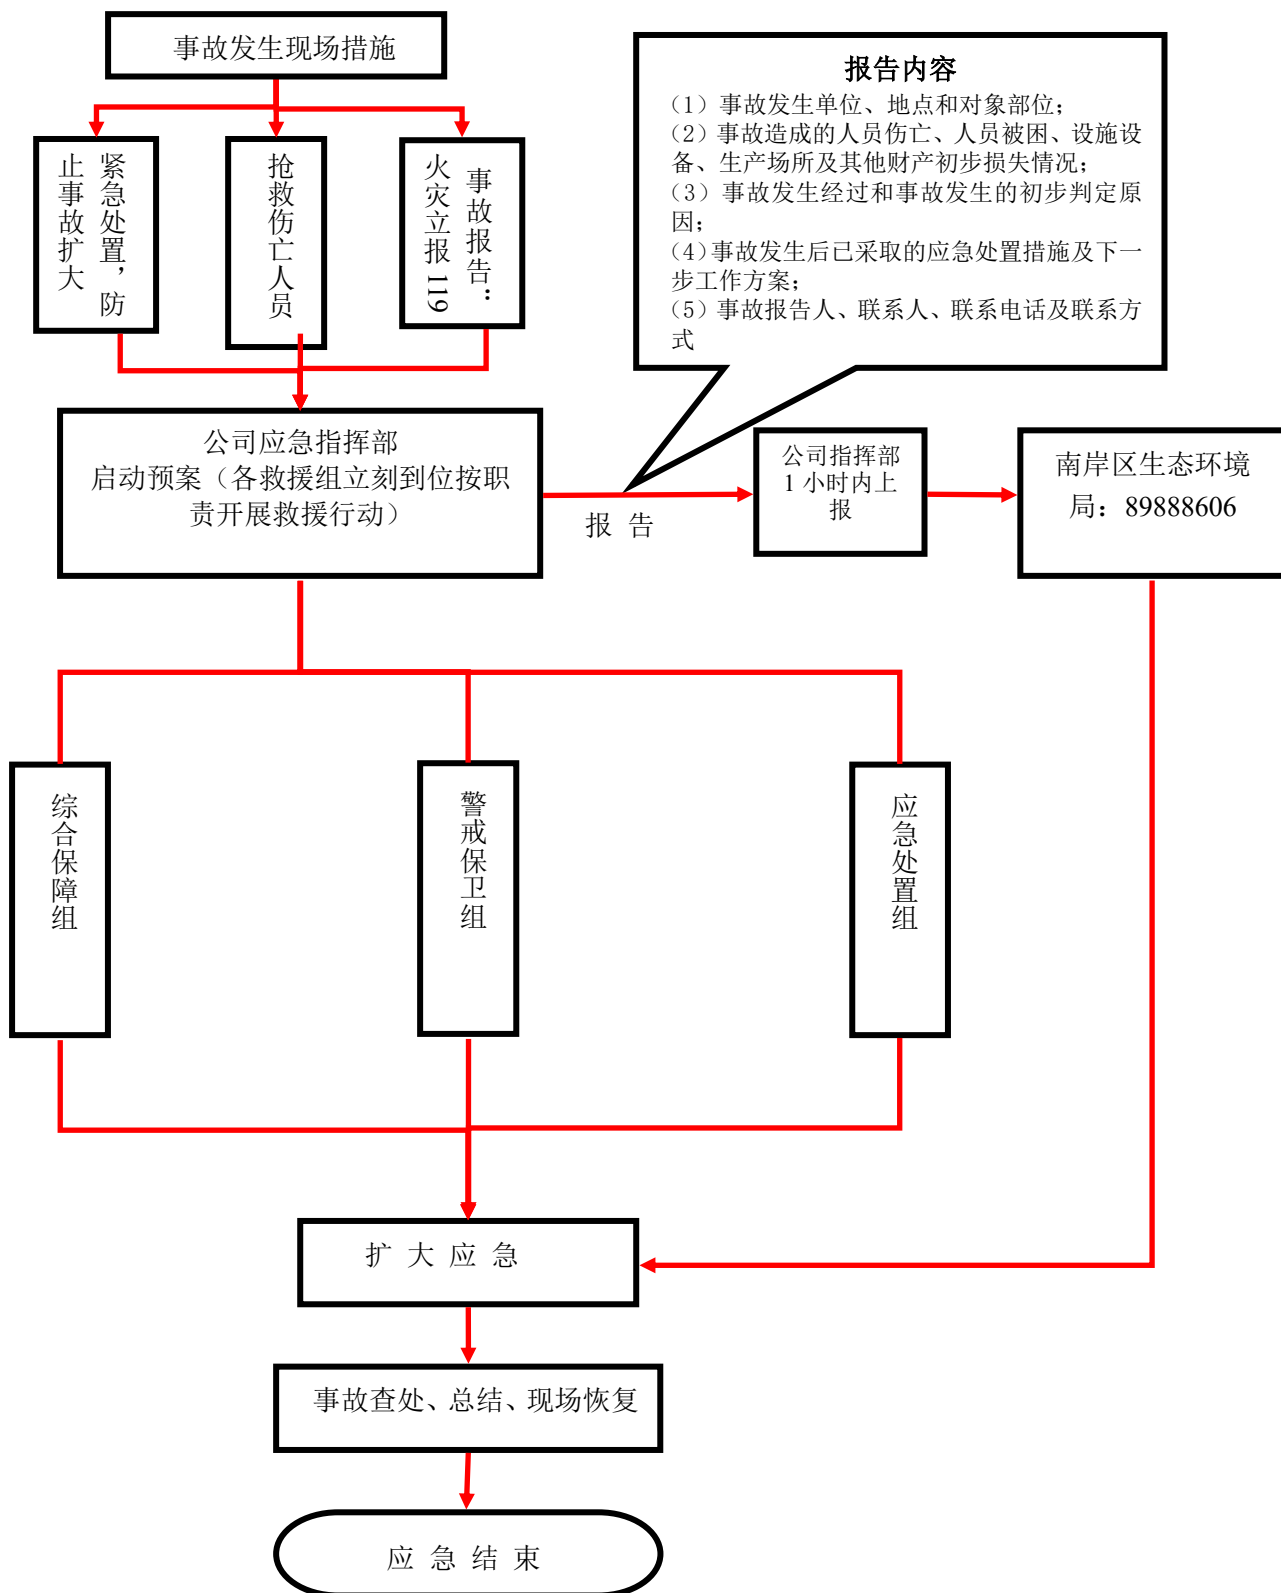 事故发生现场措施
报告内容
（1）事故发生单位、地点和对象部位；
（2）事故造成的人员伤亡、人员被困、设施设
备、生产场所及其他财产初步损失情况；
（3）事故发生经过和事故发生的初步判定原
因；
（4）事故发生后已采取的应急处置措施及下一
步工作方案；
（5）事故报告人、联系人、联系电话及联系方
式
紧急处置，防
止事故扩大
抢救伤亡人员
事故报告：
火灾立报 119
公司应急指挥部
启动预案（各救援组立刻到位按职
责开展救援行动）
报 告
公司指挥部
1 小时内上
报
南岸区生态环境
局：89888606
综合保障组
警戒保卫组
应急处置组
扩 大 应 急
事故查处、总结、现场恢复
应 急 结 束